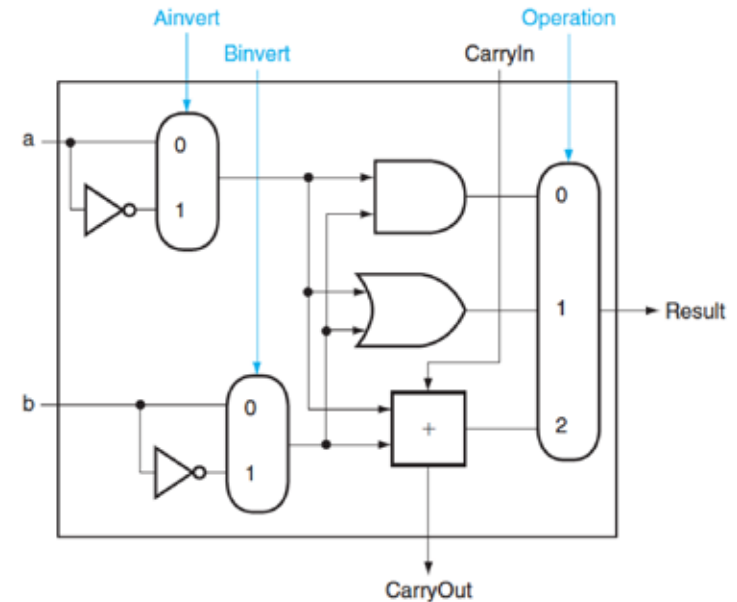 Ainvert
Operation
Binvert
CarryIn
a
0
1
0
1
Result
b
0
1
+
2
CarryOut